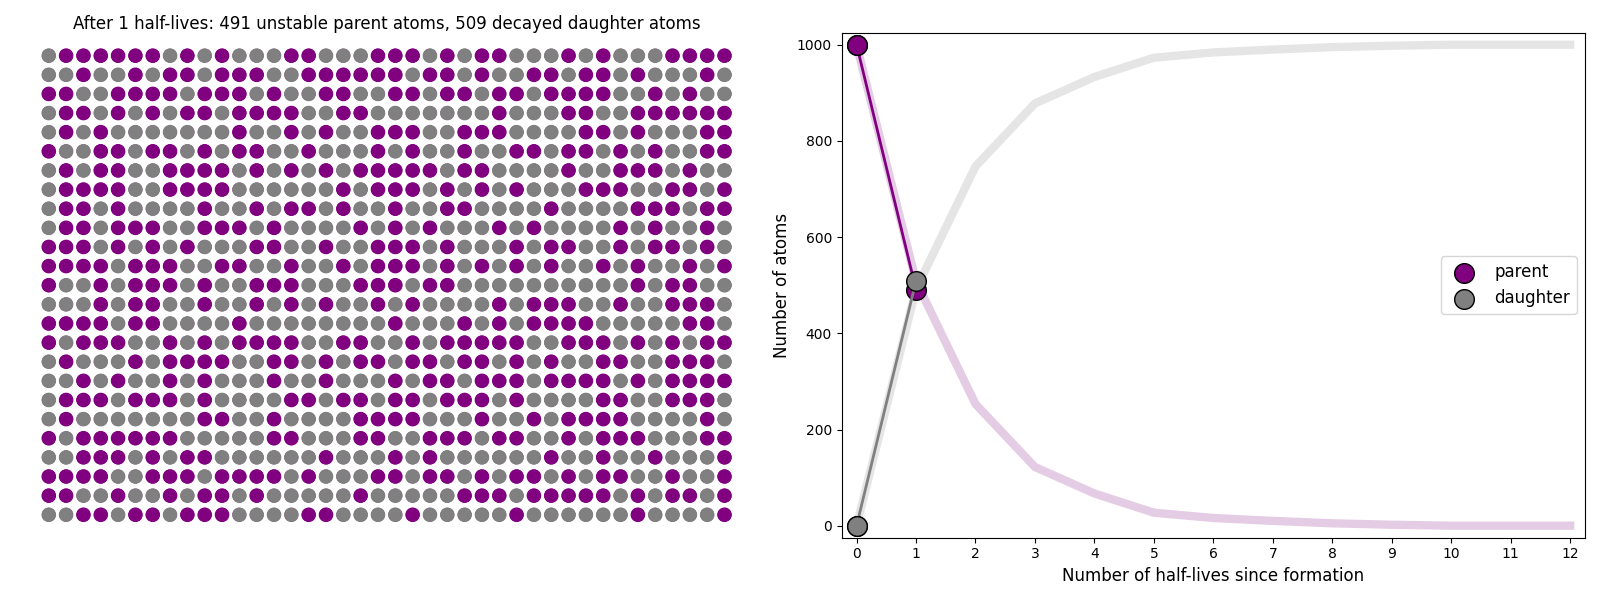 After 1 half-lives: 491 unstable parent atoms, 509 decayed daughter atoms
1000
800
600
400
200
0
Number of atoms
parent
daughter
0 1 2 3 4 5 6 7 8 9 10 11 12
Number of half-lives since formation